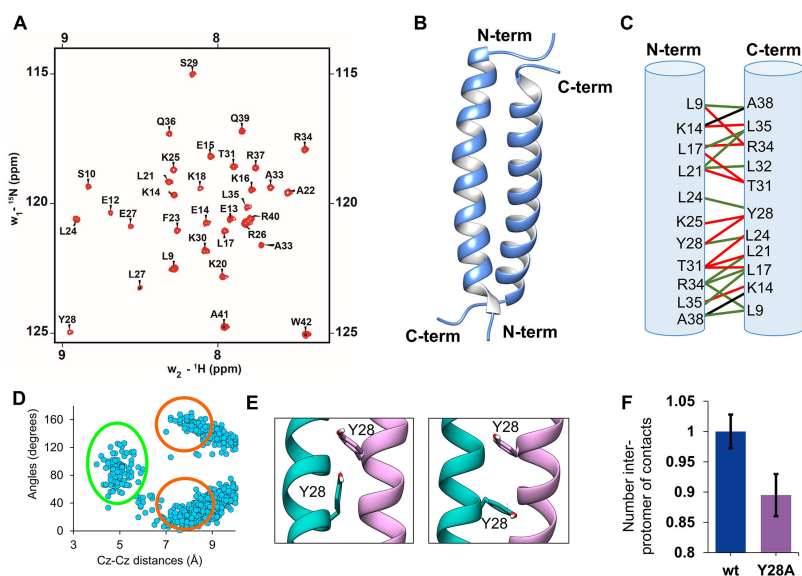 A
9
8
115
115
120
120
125
125
9
8
w1- 15N (ppm)
w2 - 1H (ppm)
S29
Q36
Q39
R34
E15
T31
R37
K25
A33
S10
L21
K18
K16
A22
K14
E12
L35
E27
E14
E13
R40
L24
F23
L17
R26
K30
A33
L9
K20
L27
Y28
A41
W42
B
N-term
C-term
C-term
N-term
C
N-term
C-term
L9
K14
L17
L21
L24
K25
Y28
T31
R34
L35
A38
A38
L35
R34
L32
T31
Y28
L24
L21
L17
K14
L9
D
Angles (degrees)
160
120
80
40
0
3
5
7
9
Cz-Cz distances (Å)
E
Y28
Y28
Y28
Y28
F
Number inter-
protomer of contacts
1.05
1
0.95
0.9
0.85
0.8
wt
Y28A